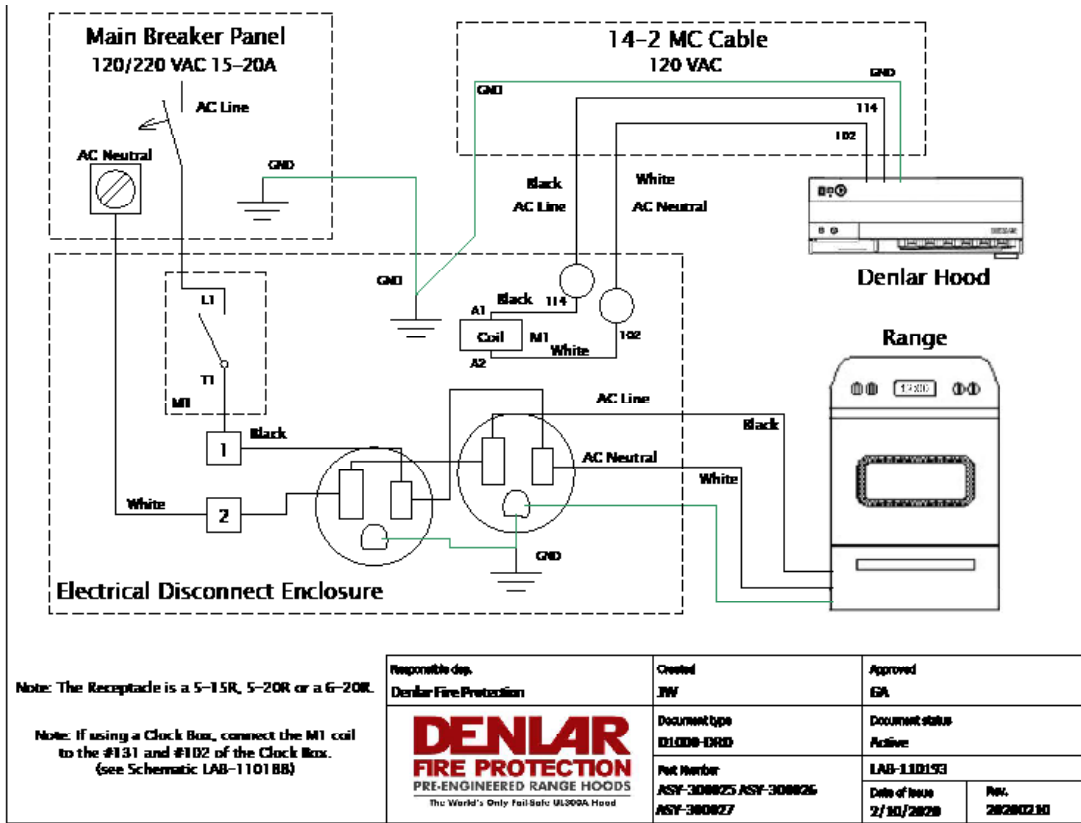 Main Breaker Panel
120/220 VAC 15-20A
AC Line
AC Neutral
GND
14-2 MC Cable
120 VAC
GND
GND
114
102
Black
AC Line
White
AC Neutral
Denlar Hood
GND
L1
T1
M1
A1
Black
114
Coil
M1
A2
White
102
Range
12:00
AC Line
Black
AC Neutral
White
1
Black
White
2
GND
Electrical Disconnect Enclosure
Note: The Receptacle is a 5-15R, 5-20R or a 6-20R.
Note: If using a Clock Box, connect the M1 coil
to the #131 and #102 of the Clock Box.
(see Schematic LAB-110188)
Responsible dep.
Denlar Fire Protection
Created
JW
Approved
GA
DENLAR
FIRE PROTECTION
PRE-ENGINEERED RANGE HOODS
The World's Only Fail-Safe UL300A Hood
Document type
D1000-DRD
Document status
Active
Part Number
ASY-300025 ASY-300026
ASY-300027
LAB-110193
Date of Issue
2/10/2020
Rev.
20200210